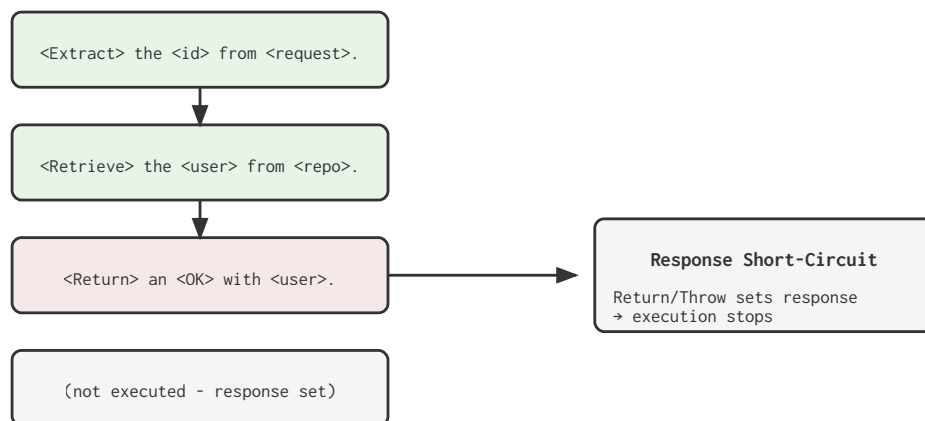 <Extract> the <id> from <request>.
<Retrieve> the <user> from <repo>.
<Return> an <OK> with <user>.
Response Short-Circuit
Return/Throw sets response
→ execution stops
(not executed - response set)